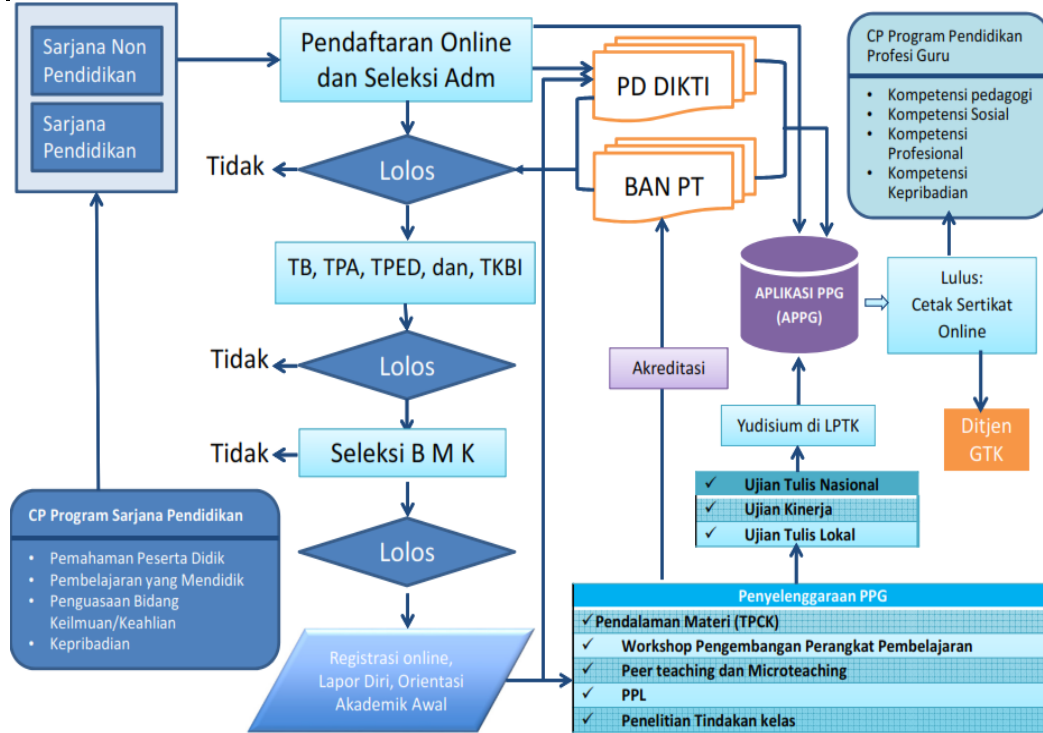 Sarjana Non
Pendidikan
Sarjana
Pendidikan
Pendaftaran Online
dan Seleksi Adm
PD DIKTI
BAN PT
CP Program Pendidikan
Profesi Guru
• Kompetensi pedagogi
• Kompetensi Sosial
• Kompetensi
Profesional
• Kompetensi
Kepribadian
Tidak
Lolos
TB, TPA, TPED, dan, TKBI
APLIKASI PPG
(APPG)
Lulus:
Cetak Sertikat
Online
Tidak
Lolos
Akreditasi
Yudisium di LPTK
Ditjen
GTK
Tidak
Seleksi B M K
✓ Ujian Tulis Nasional
✓ Ujian Kinerja
✓ Ujian Tulis Lokal
CP Program Sarjana Pendidikan
• Pemahaman Peserta Didik
• Pembelajaran yang Mendidik
• Penguasaan Bidang
Keilmuan/Keahlian
• Kepribadian
Lolos
Registrasi online,
Lapor Diri, Orientasi
Akademik Awal
Penyelenggaraan PPG
✓Pendalaman Materi (TPCK)
✓ Workshop Pengembangan Perangkat Pembelajaran
✓ Peer teaching dan Microteaching
✓ PPL
✓ Penelitian Tindakan kelas